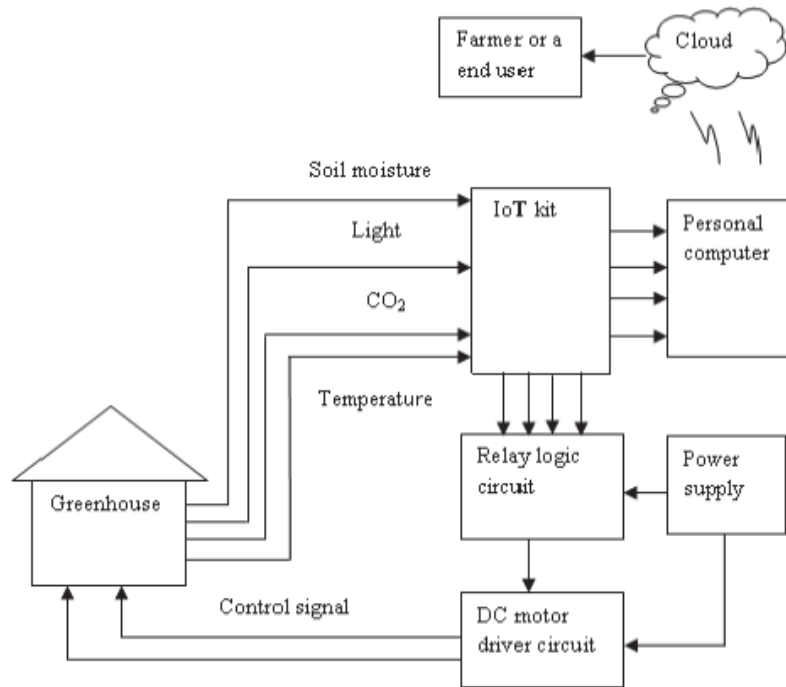 Farmer or a
end user
Cloud
Soil moisture
Light
CO₂
Temperature
IoT kit
Personal
computer
Greenhouse
Relay logic
circuit
Power
supply
Control signal
DC motor
driver circuit